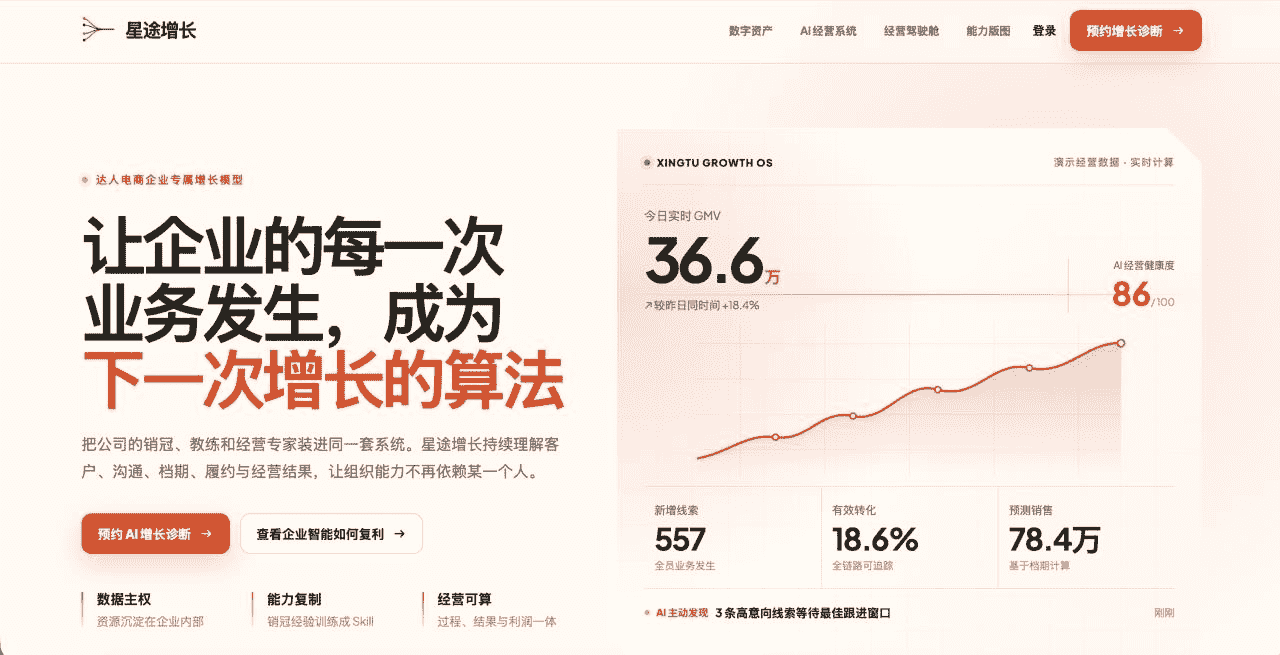 星途增长
数字资产
AI 经营系统
经营驾驶舱
能力版图
登录
预约增长诊断 →
达人电商企业专属增长模型
让企业的每一次
业务发生，成为
下一次增长的算法
把公司的销冠、教练和经营专家装进同一套系统。星途增长持续理解客
户、沟通、档期、履约与经营结果，让组织能力不再依赖某一个人。
预约 AI 增长诊断 →
查看企业智能如何复利 →
数据主权
资源沉淀在企业内部
能力复制
销冠经验训练成 Skill
经营可算
过程、结果与利润一体
XINGTU GROWTH OS
演示经营数据 · 实时计算
今日实时 GMV
36.6万
↗ 较昨日同时间 +18.4%
AI 经营健康度
86/100
新增线索
557
全员业务发生
有效转化
18.6%
全链路可追踪
预测销售
78.4万
基于档期计算
AI 主动发现 3 条高意向线索等待最佳跟进窗口
刚刚